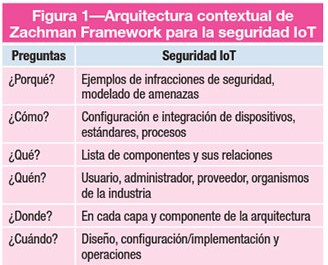 Figura 1—Arquitectura contextual de
Zachman Framework para la seguridad IoT
Preguntas Seguridad IoT
¿Porqué? Ejemplos de infracciones de seguridad,
modelado de amenazas
¿Cómo? Configuración e integración de dispositivos,
estándares, procesos
¿Qué? Lista de componentes y sus relaciones
¿Quén? Usuario, administrador, proveedor, organismos
de la industria
¿Donde? En cada capa y componente de la arquitectura
¿Cuándo? Diseño, configuración/implementación y
operaciones